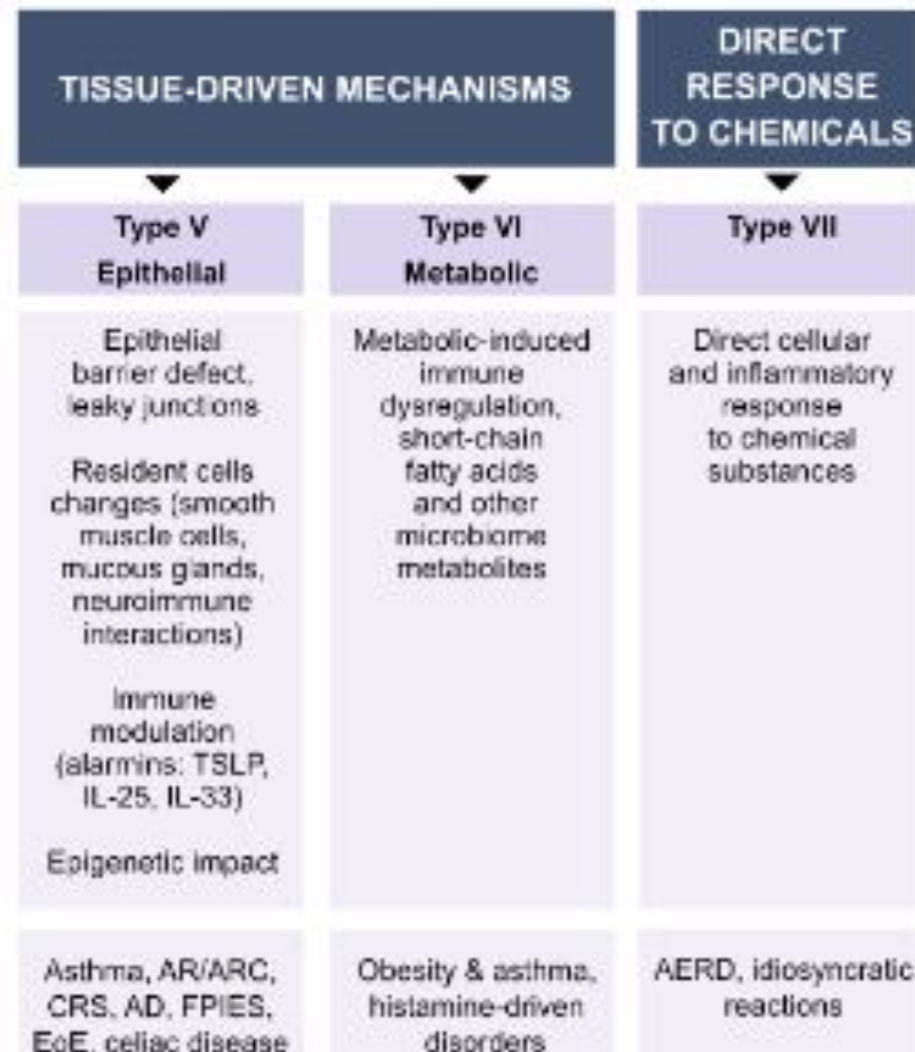 TISSUE-DRIVEN MECHANISMS
DIRECT
RESPONSE
TO CHEMICALS
Type V
Epithelial
Epithelial
barrier defect,
leaky junctions
Resident cells
changes (smooth
muscle cells,
mucous glands,
neuroimmune
interactions)
Immune
modulation
(alarmins: TSLP,
IL-25, IL-33)
Epigenetic impact
Asthma, AR/ARC,
CRS, AD, FPIES,
EoE, celiac disease
Type VI
Metabolic
Metabolic-induced
immune
dysregulation,
short-chain
fatty acids
and other
microbiome
metabolites
Obesity & asthma,
histamine-driven
disorders
Type VII
Direct cellular
and inflammatory
response
to chemical
substances
AERD, idiosyncratic
reactions